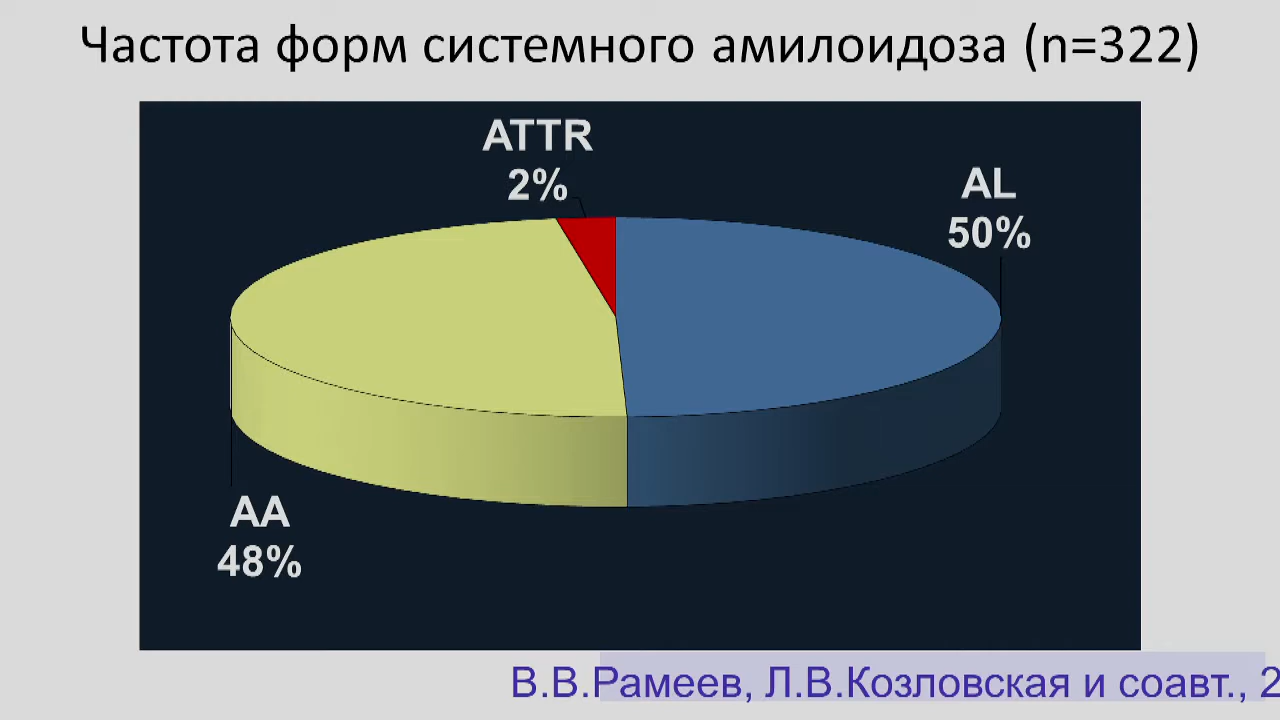 Частота форм системного амилоидоза (n=322)
ATTR
2%
AL
50%
AA
48%
В.В.Рамеев, Л.В.Козловская и соавт., 2